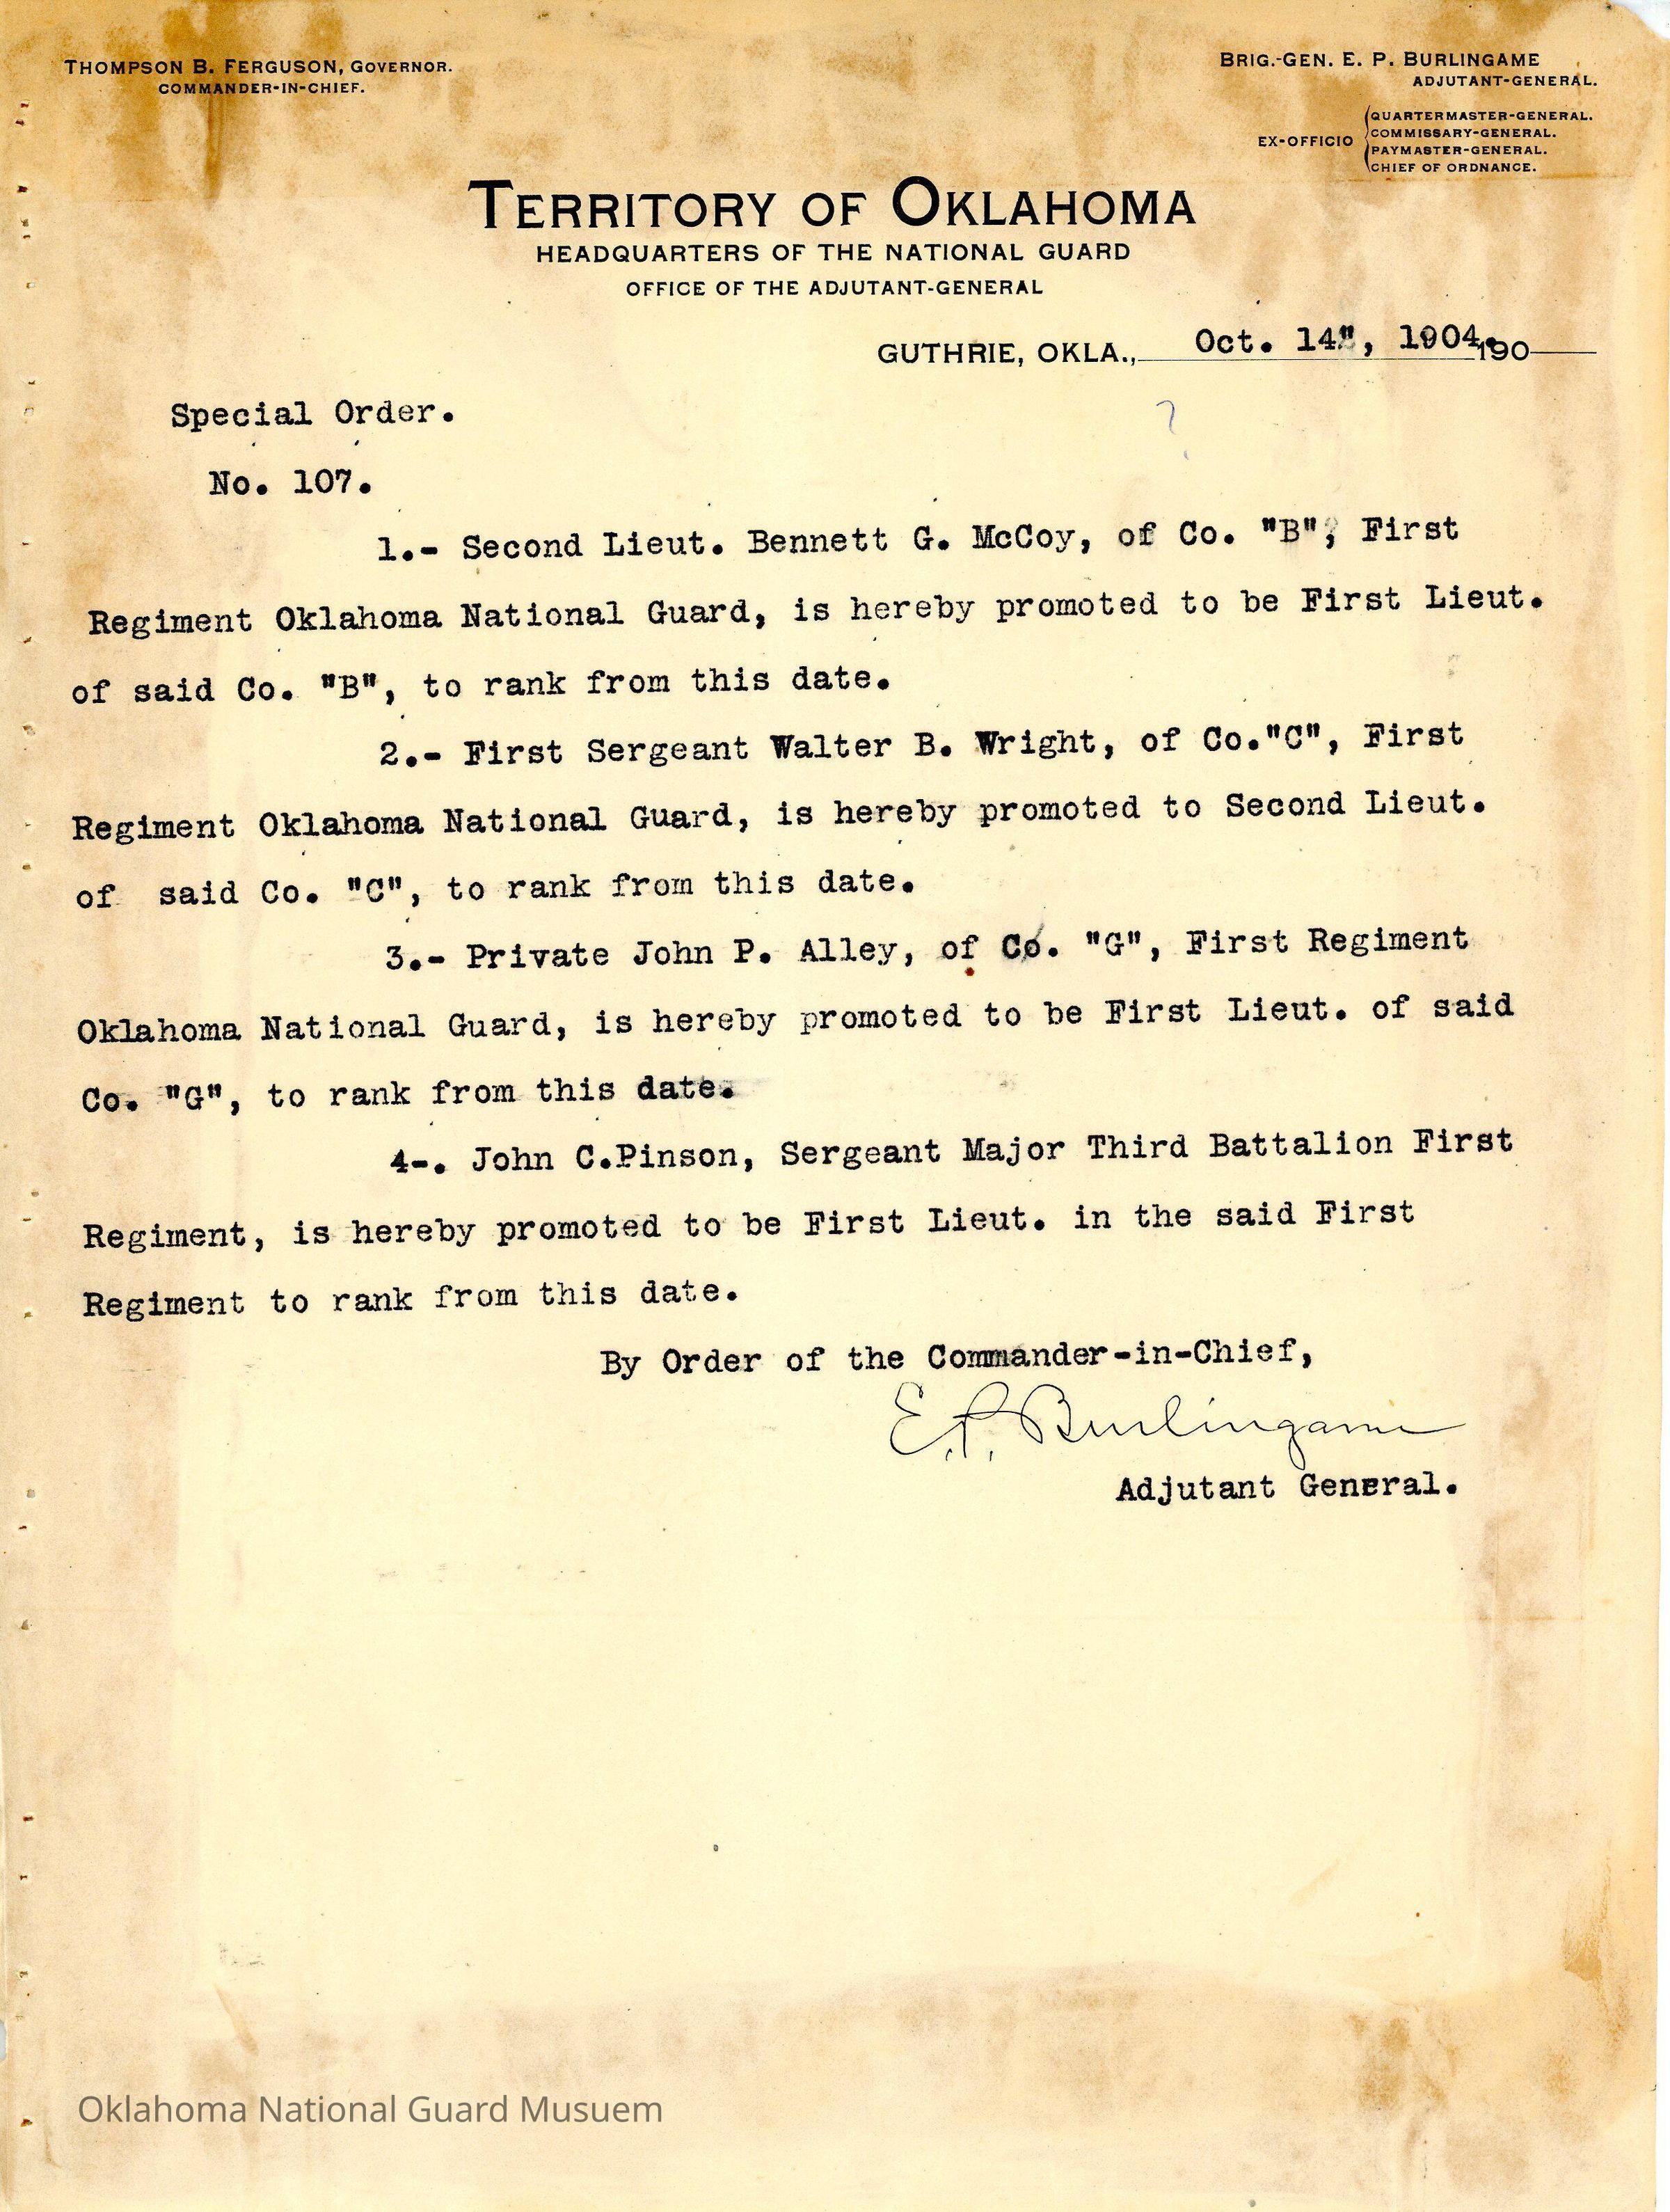 THOMPSON B. FERGUSON, GOVERNOR.
COMMANDER-IN-CHIEF.
BRIG.-GEN. E. P. BURLINGAME
ADJUTANT-GENERAL.
EX-OFFICIO
QUARTERMASTER-GENERAL.
COMMISSARY-GENERAL.
PAYMASTER-GENERAL.
CHIEF OF ORDNANCE.
TERRITORY OF OKLAHOMA
HEADQUARTERS OF THE NATIONAL GUARD
OFFICE OF THE ADJUTANT-GENERAL
GUTHRIE, OKLA., Oct. 14", 1904. 190
?
Special Order.
No. 107.
1.- Second Lieut. Bennett G. McCoy, of Co. "B", First
Regiment Oklahoma National Guard, is hereby promoted to be First Lieut.
of said Co. "B", to rank from this date.
2.- First Sergeant Walter B. Wright, of Co."C", First
Regiment Oklahoma National Guard, is hereby promoted to Second Lieut.
of said Co. "C", to rank from this date.
3.- Private John P. Alley, of Co. "G", First Regiment
Oklahoma National Guard, is hereby promoted to be First Lieut. of said
Co. "G", to rank from this date.
4-. John C.Pinson, Sergeant Major Third Battalion First
Regiment, is hereby promoted to be First Lieut. in the said First
Regiment to rank from this date.
By Order of the Commander-in-Chief,
E. P. Burlingame
Adjutant General.
Oklahoma National Guard Musuem